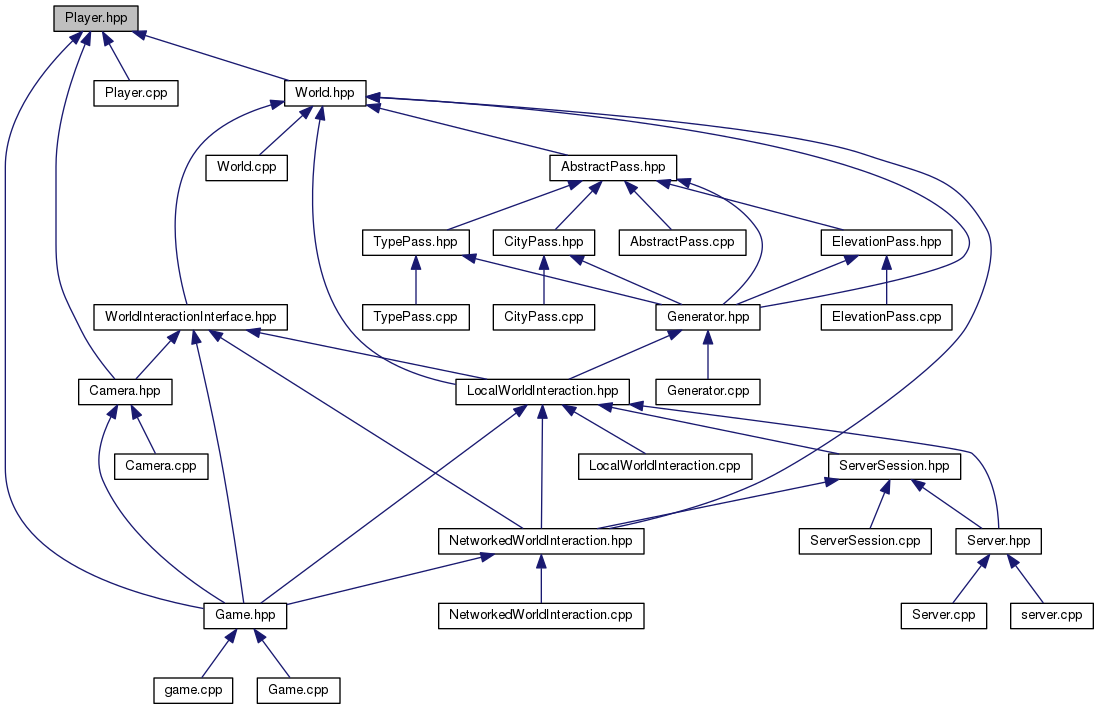 Player.hpp
Player.cpp
World.hpp
World.cpp
AbstractPass.hpp
TypePass.hpp
CityPass.hpp
AbstractPass.cpp
ElevationPass.hpp
WorldInteractionInterface.hpp
TypePass.cpp
CityPass.cpp
Generator.hpp
ElevationPass.cpp
Camera.hpp
LocalWorldInteraction.hpp
Generator.cpp
Camera.cpp
LocalWorldInteraction.cpp
ServerSession.hpp
NetworkedWorldInteraction.hpp
ServerSession.cpp
Server.hpp
Game.hpp
NetworkedWorldInteraction.cpp
Server.cpp
server.cpp
game.cpp
Game.cpp